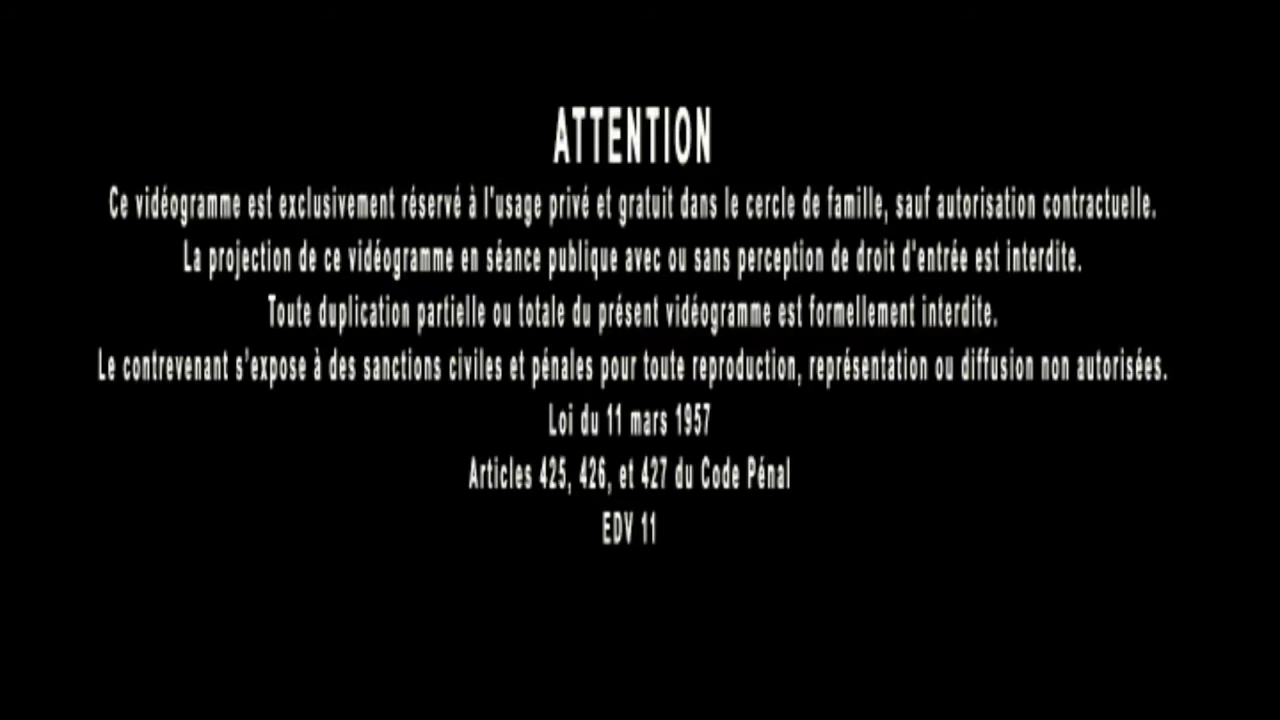 ATTENTION
Ce vidéogramme est exclusivement réservé à l'usage privé et gratuit dans le cercle de famille, sauf autorisation contractuelle.
La projection de ce vidéogramme en séance publique avec ou sans perception de droit d'entrée est interdite.
Toute duplication partielle ou totale du présent vidéogramme est formellement interdite.
Le contrevenant s'expose à des sanctions civiles et pénales pour toute reproduction, représentation ou diffusion non autorisées.
Loi du 11 mars 1957
Articles 425, 426, et 427 du Code Pénal
EDV 11